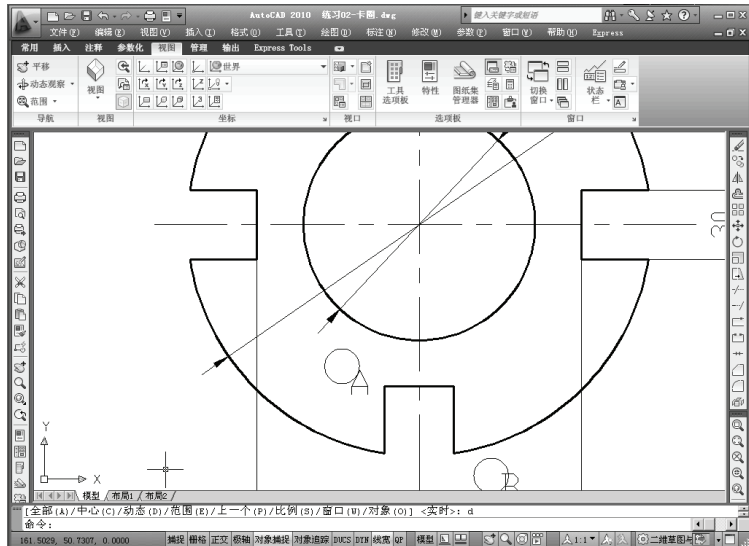 AutoCAD 2010 练习02-卡圈.dwg 键入关键字或短语
文件(F) 编辑(E) 视图(V) 插入(I) 格式(O) 工具(T) 绘图(D) 标注(N) 修改(M) 参数(P) 窗口(W) 帮助(H) Express
常用 插入 注释 参数化 视图 管理 输出 Express Tools
平移
动态观察
范围
视图
世界
工具
选项板
特性
图纸集
管理器
切换
窗口
状态
栏
导航 视图 坐标 视口 选项板 窗口
30
A
B
Y
X
模型 布局1 布局2
[全部(A)/中心(C)/动态(D)/范围(E)/上一个(P)/比例(S)/窗口(W)/对象(O)] <实时>: d
命令:
161.5029, 50.7307, 0.0000 捕捉 栅格 正交 极轴 对象捕捉 对象追踪 DUCS DYN 线宽 QP 模型 1:1 二维草图与